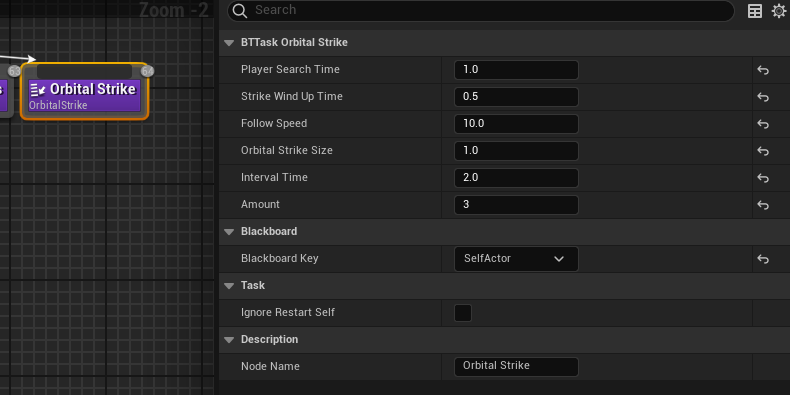 Zoom -2
Search
BTTask Orbital Strike
Player Search Time 1.0
Strike Wind Up Time 0.5
Follow Speed 10.0
Orbital Strike Size 1.0
Interval Time 2.0
Amount 3
Blackboard
Blackboard Key SelfActor
Task
Ignore Restart Self
Description
Node Name Orbital Strike
Orbital Strike
OrbitalStrike